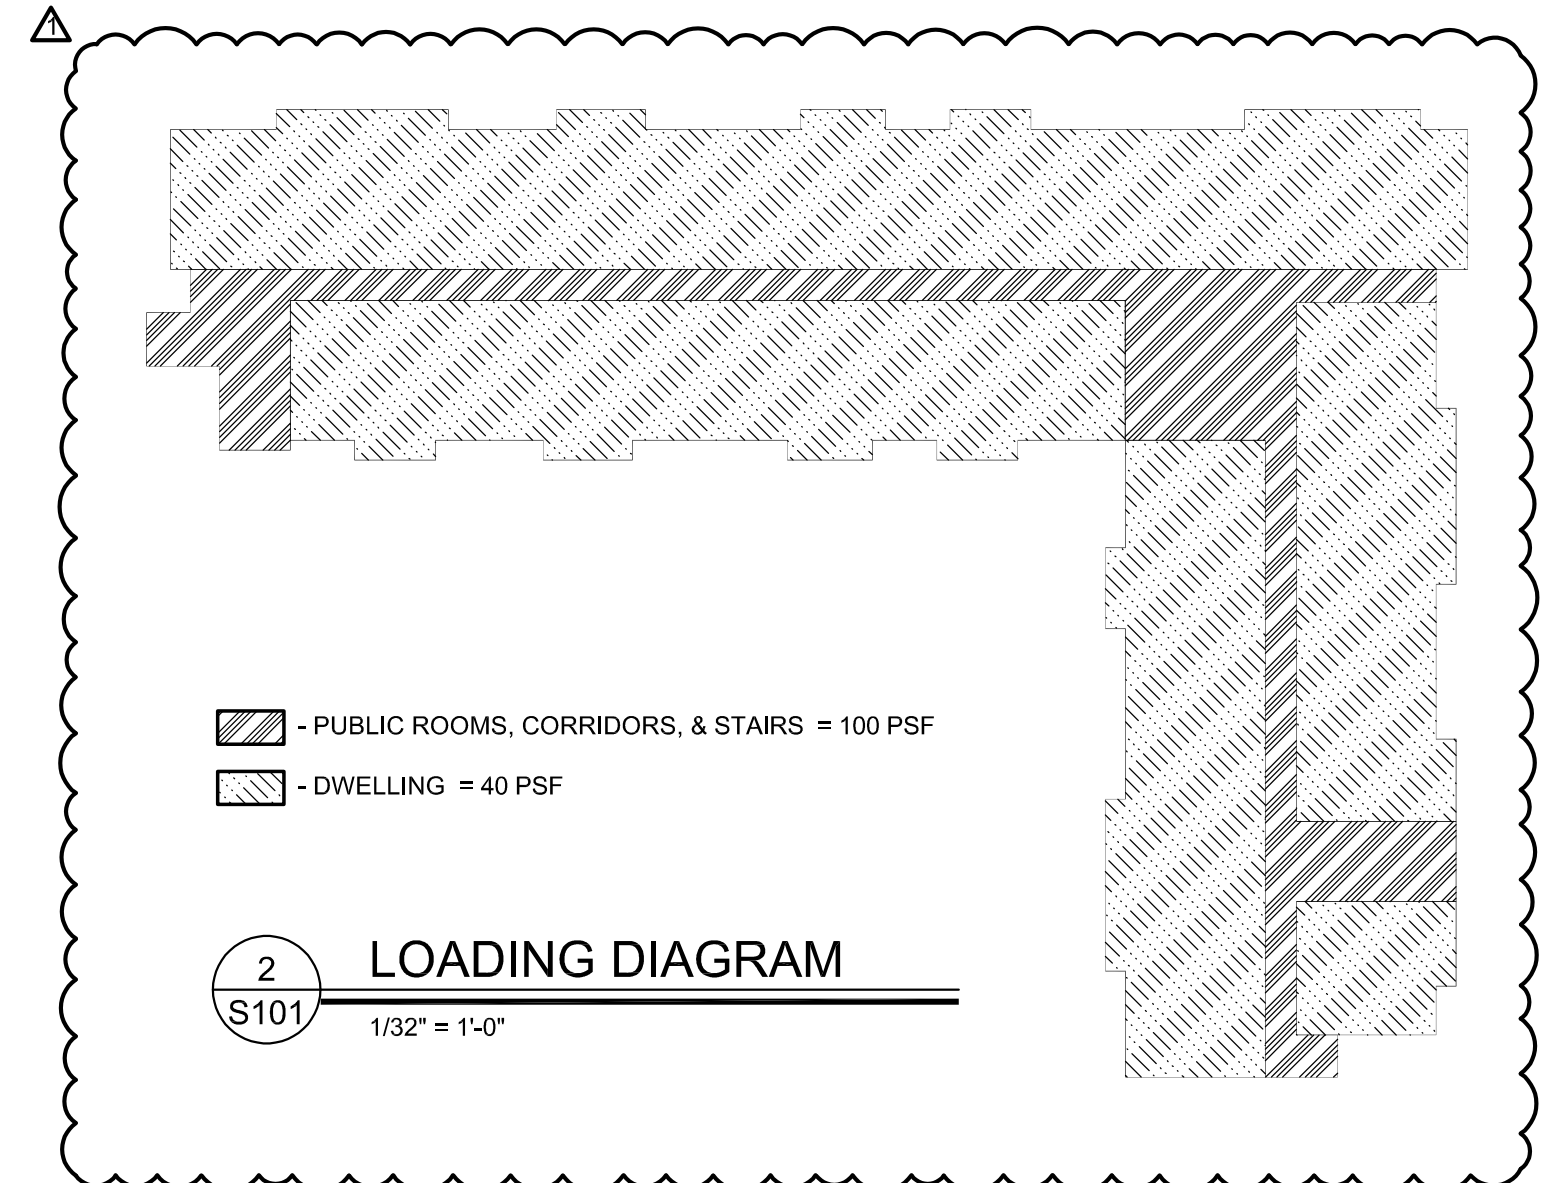 1
- PUBLIC ROOMS, CORRIDORS, & STAIRS = 100 PSF
- DWELLING = 40 PSF
2
S101
LOADING DIAGRAM
1/32" = 1'-0"